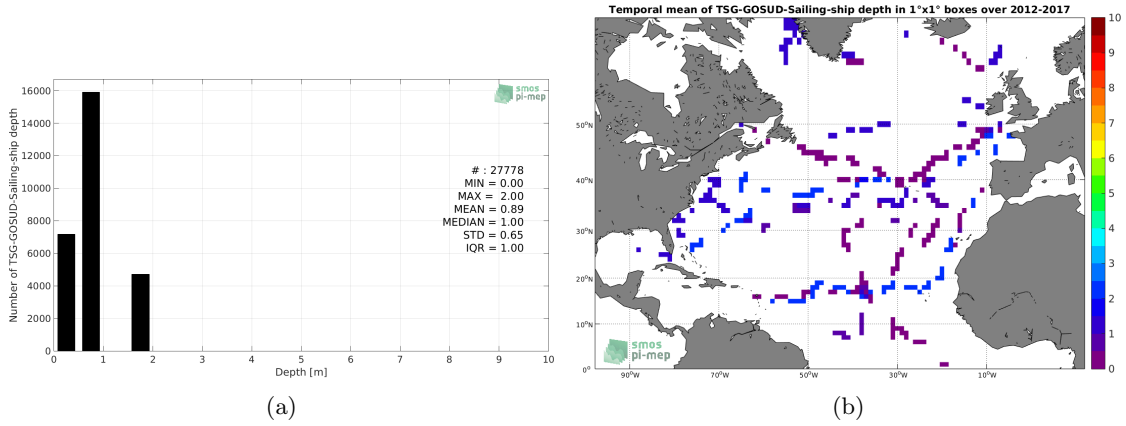 Number of TSG-GOSUD-Sailing-ship depth
16000
14000
12000
10000
8000
6000
4000
2000
0
0 1 2 3 4 5 6 7 8 9 10
Depth [m]
smos
pi-mep
# : 27778
MIN = 0.00
MAX = 2.00
MEAN = 0.89
MEDIAN = 1.00
STD = 0.65
IQR = 1.00
(a)
Temporal mean of TSG-GOSUD-Sailing-ship depth in 1°x1° boxes over 2012-2017
50°N
40°N
30°N
20°N
10°N
0°
90°W 70°W 50°W 30°W 10°W
smos
pi-mep
10
9
8
7
6
5
4
3
2
1
0
(b)